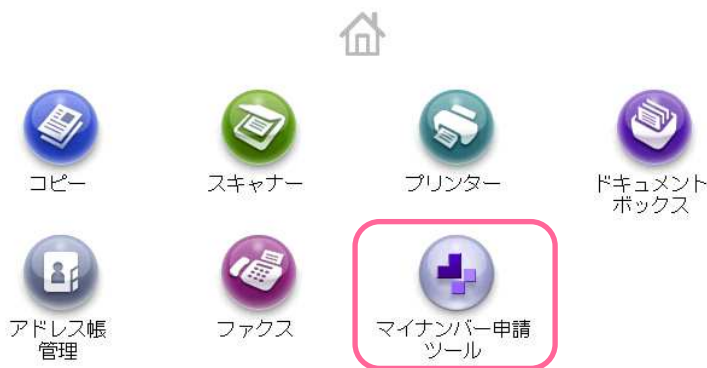 コピー
スキャナー
プリンター
ドキュメント
ボックス
アドレス帳
管理
ファクス
マイナンバー申請
ツール